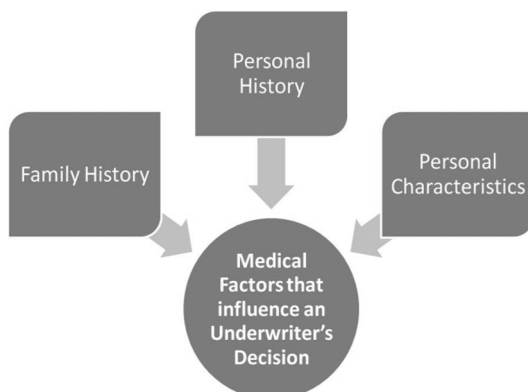 Personal
History
Family History
Personal
Characteristics
Medical
Factors that
influence an
Underwriter's
Decision